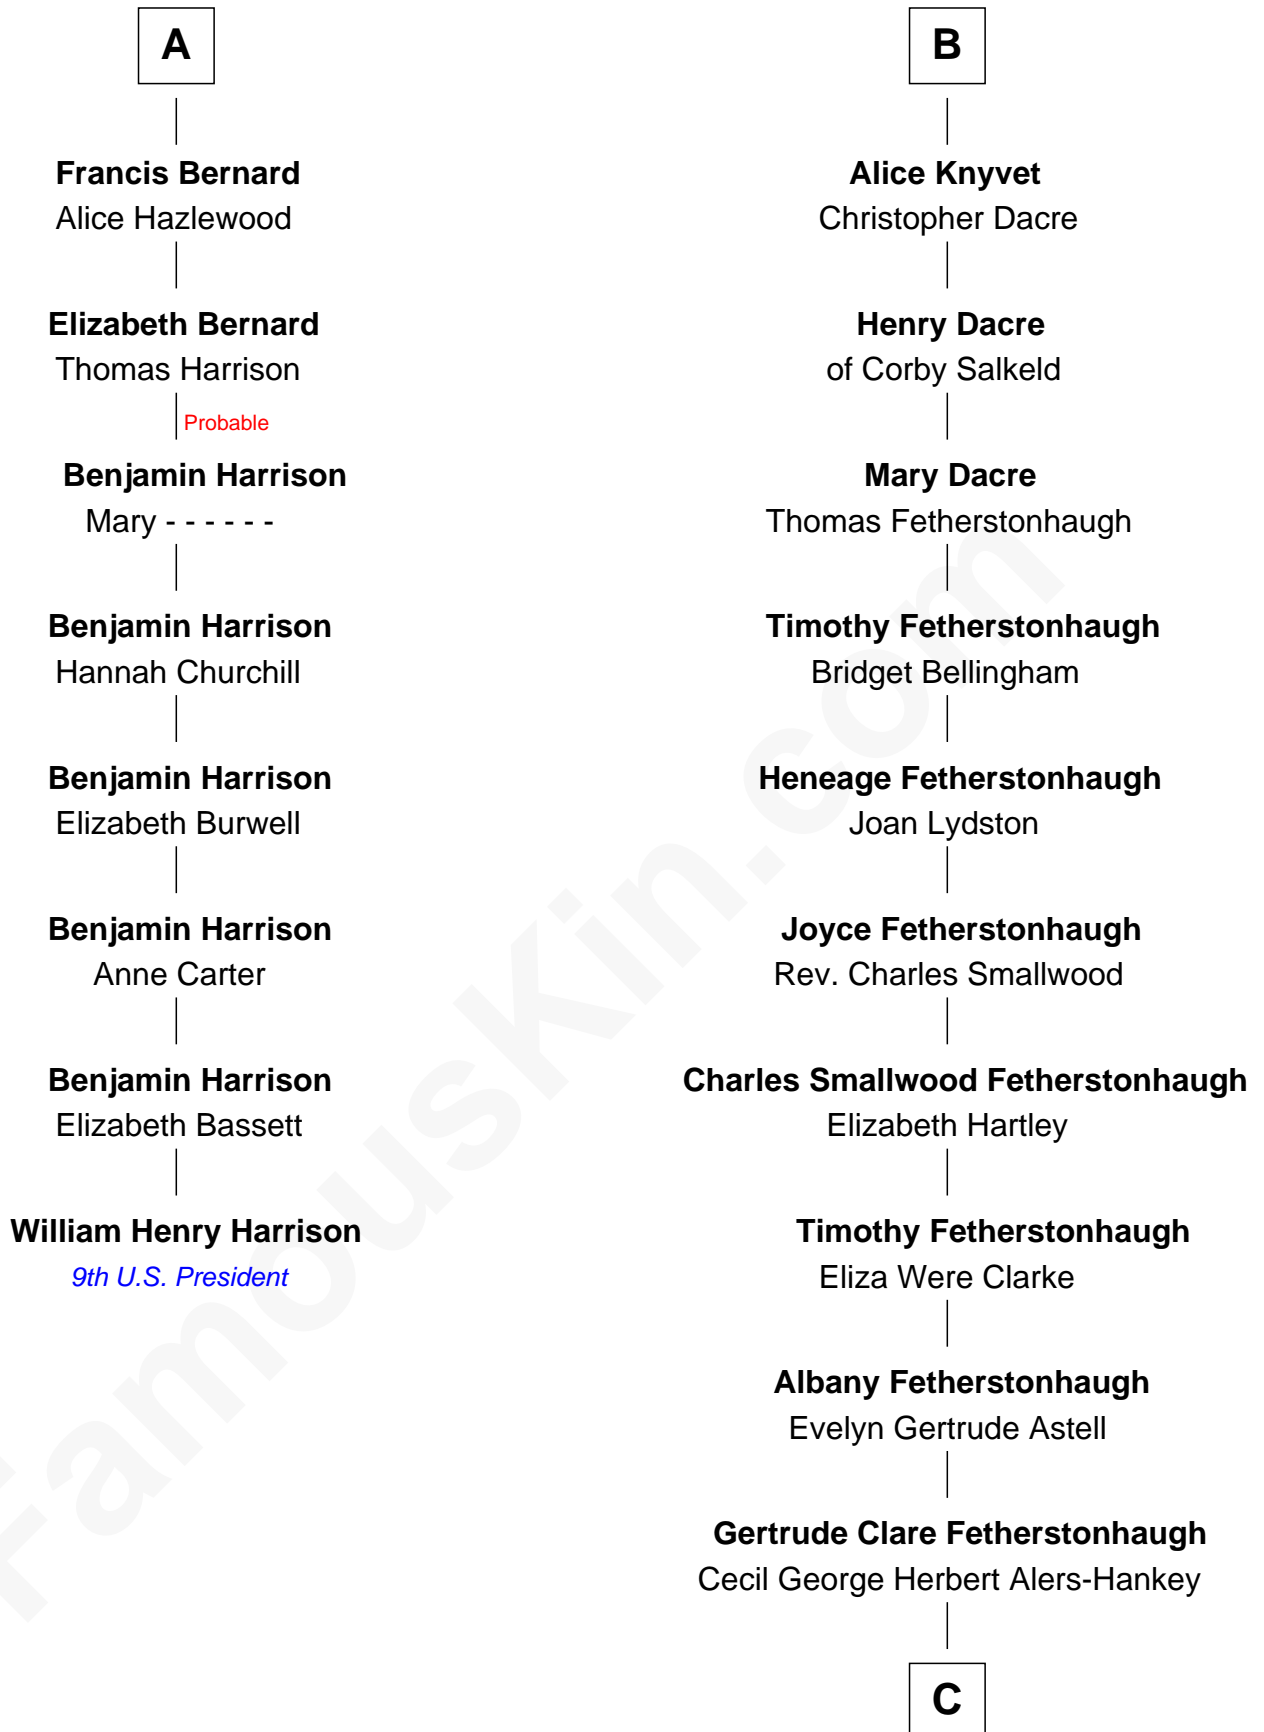 A
Francis Bernard
Alice Hazlewood
Elizabeth Bernard
Thomas Harrison
Probable
Benjamin Harrison
Mary - - - - - -
Benjamin Harrison
Hannah Churchill
Benjamin Harrison
Elizabeth Burwell
Benjamin Harrison
Anne Carter
Benjamin Harrison
Elizabeth Bassett
William Henry Harrison
9th U.S. President
B
Alice Knyvet
Christopher Dacre
Henry Dacre
of Corby Salkeld
Mary Dacre
Thomas Fetherstonhaugh
Timothy Fetherstonhaugh
Bridget Bellingham
Heneage Fetherstonhaugh
Joan Lydston
Joyce Fetherstonhaugh
Rev. Charles Smallwood
Charles Smallwood Fetherstonhaugh
Elizabeth Hartley
Timothy Fetherstonhaugh
Eliza Were Clarke
Albany Fetherstonhaugh
Evelyn Gertrude Astell
Gertrude Clare Fetherstonhaugh
Cecil George Herbert Alers-Hankey
C
FamousKin.com